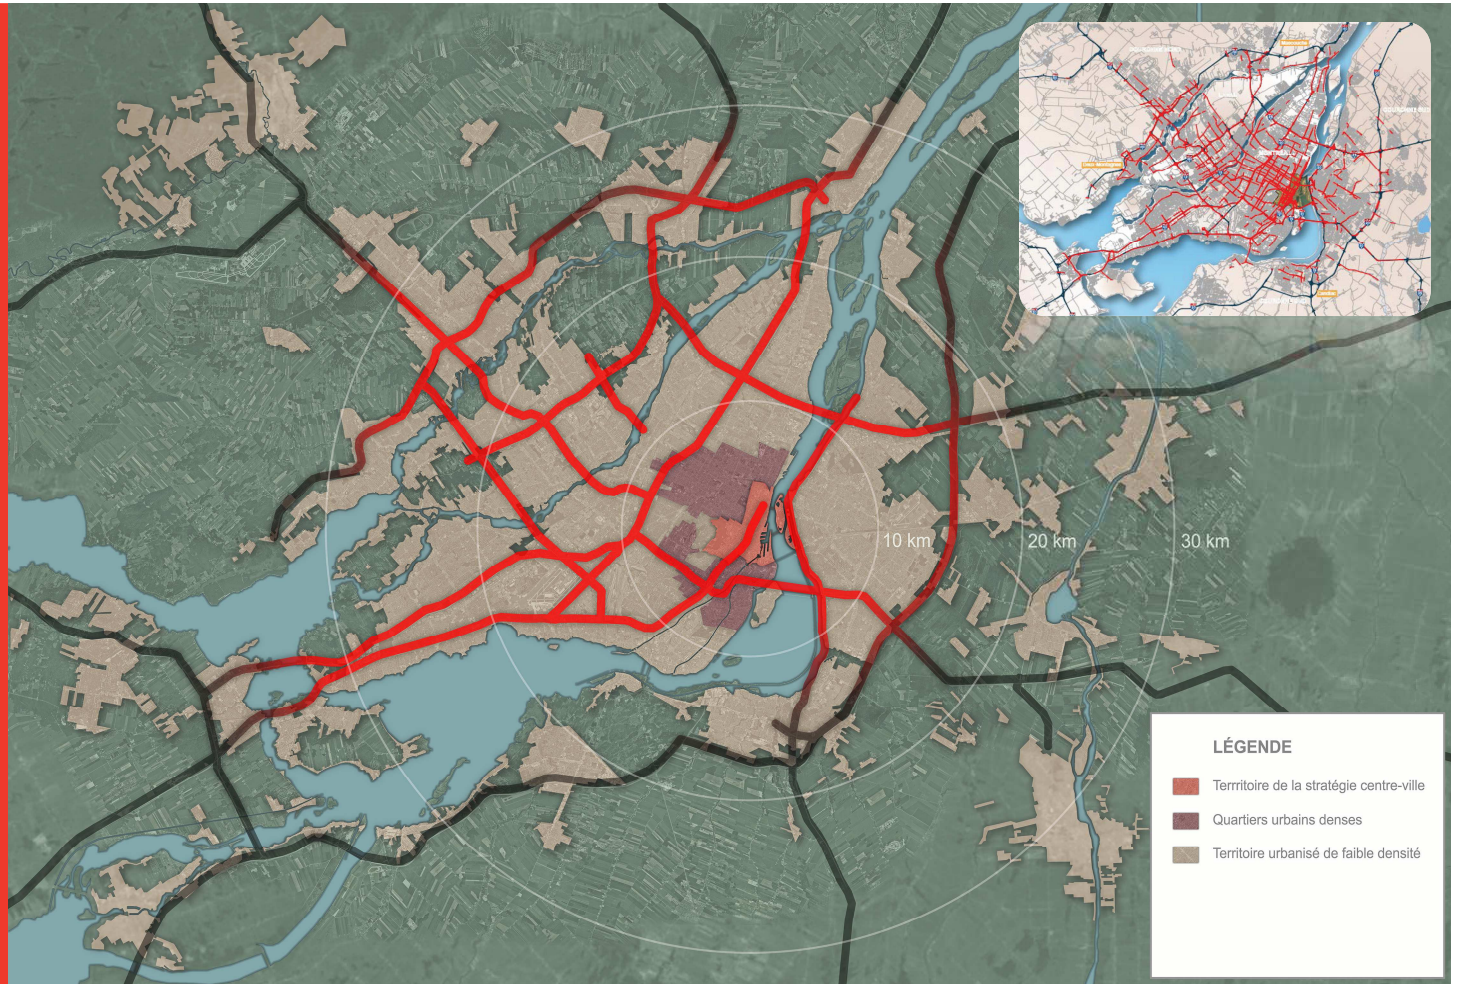 10 km
20 km
30 km
LÉGENDE
Terrritoire de la stratégie centre-ville
Quartiers urbains denses
Territoire urbanisé de faible densité